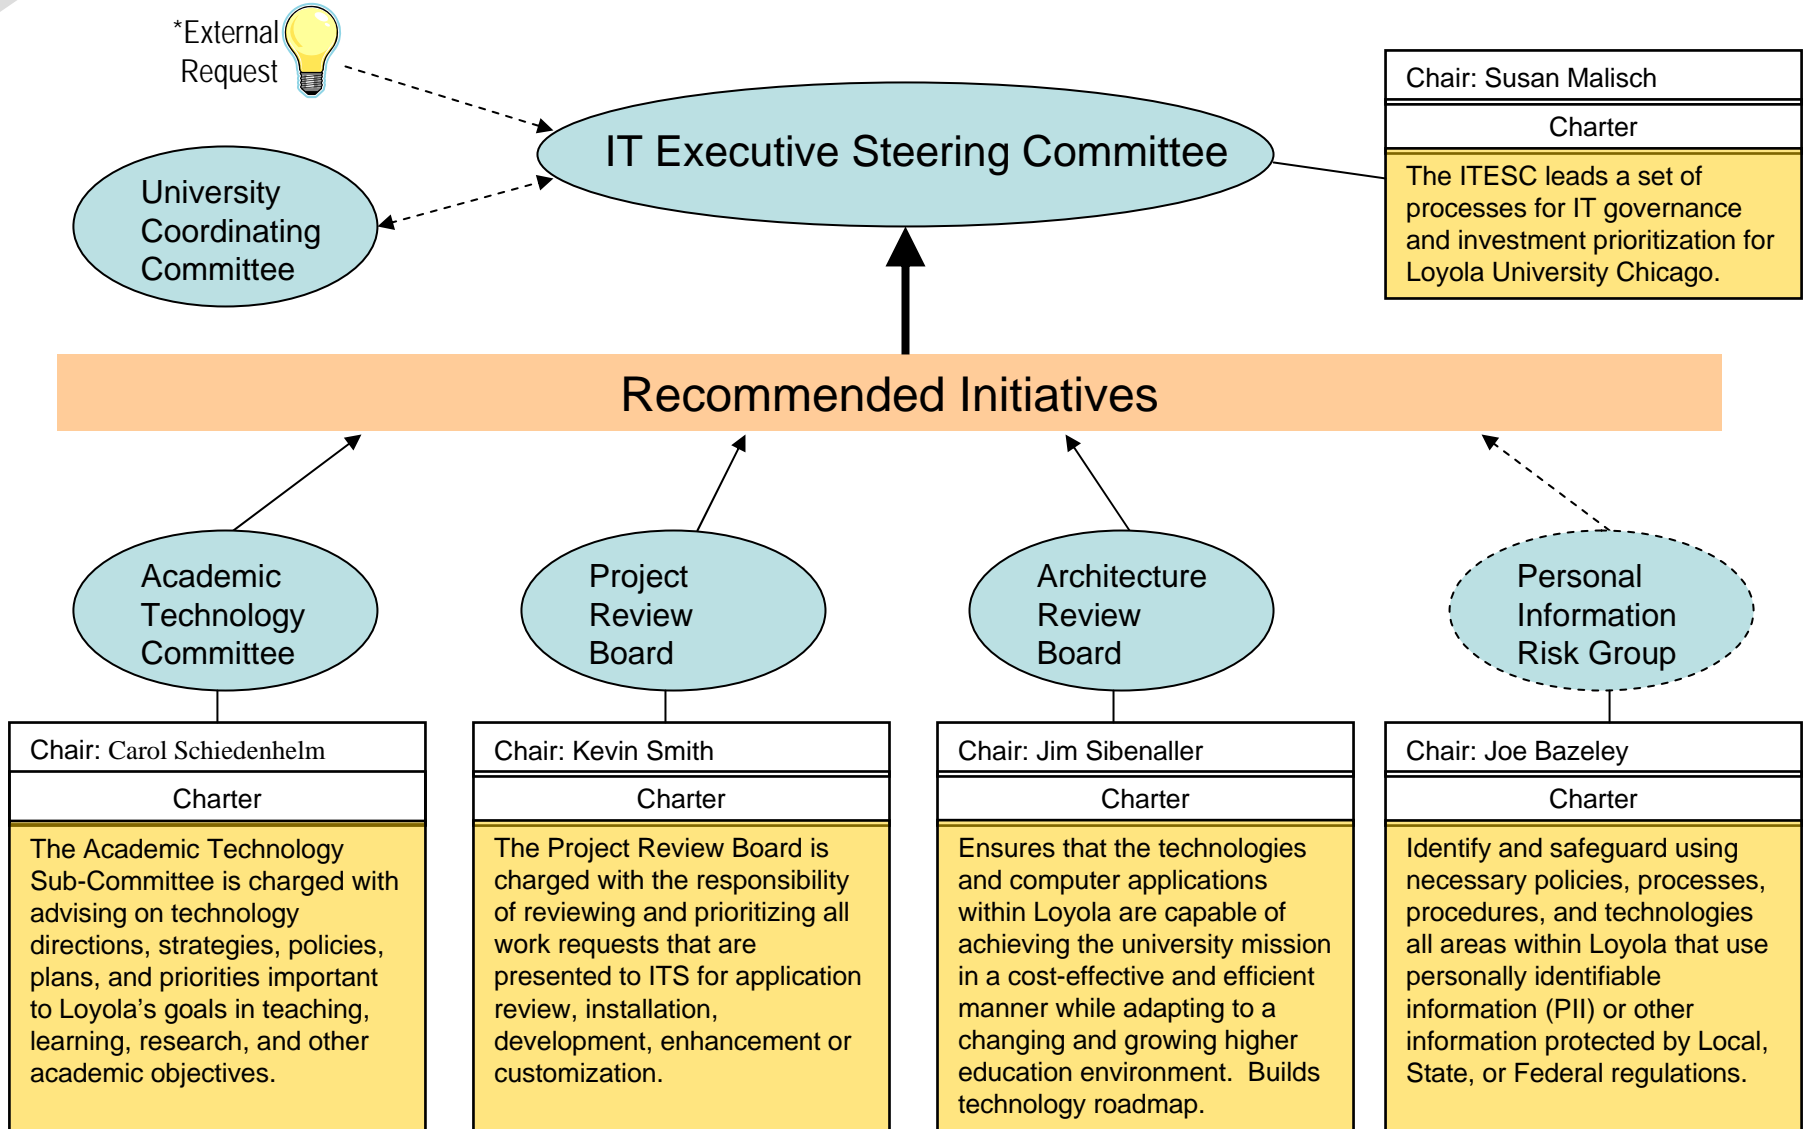 *External
Request
IT Executive Steering Committee
University
Coordinating
Committee
Chair: Susan Malisch
Charter
The ITESC leads a set of
processes for IT governance
and investment prioritization for
Loyola University Chicago.
Recommended Initiatives
Academic
Technology
Committee
Project
Review
Board
Architecture
Review
Board
Personal
Information
Risk Group
Chair: Carol Schiedenhelm
Charter
The Academic Technology
Sub-Committee is charged with
advising on technology
directions, strategies, policies,
plans, and priorities important
to Loyola’s goals in teaching,
learning, research, and other
academic objectives.
Chair: Kevin Smith
Charter
The Project Review Board is
charged with the responsibility
of reviewing and prioritizing all
work requests that are
presented to ITS for application
review, installation,
development, enhancement or
customization.
Chair: Jim Sibenaller
Charter
Ensures that the technologies
and computer applications
within Loyola are capable of
achieving the university mission
in a cost-effective and efficient
manner while adapting to a
changing and growing higher
education environment.  Builds
technology roadmap.
Chair: Joe Bazeley
Charter
Identify and safeguard using
necessary policies, processes,
procedures, and technologies
all areas within Loyola that use
personally identifiable
information (PII) or other
information protected by Local,
State, or Federal regulations.